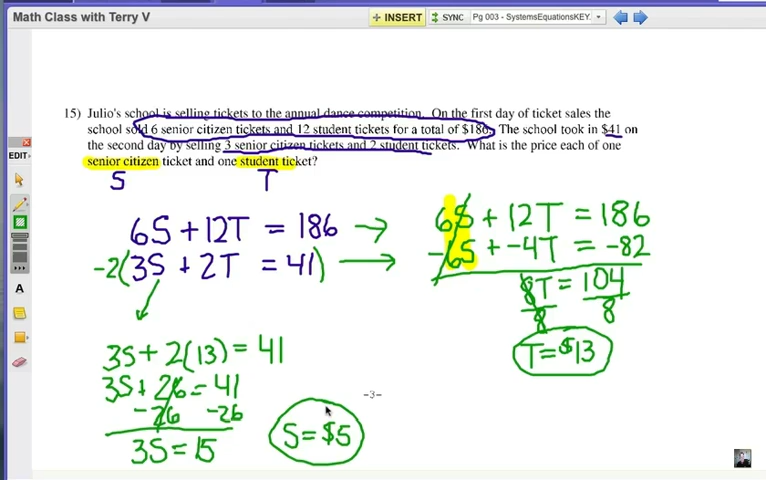 Math Class with Terry V
+ INSERT
SYNC
Pg 003 - SystemsEquationsKEY.
EDIT
A
15) Julio's school is selling tickets to the annual dance competition. On the first day of ticket sales the
school sold 6 senior citizen tickets and 12 student tickets for a total of $186. The school took in $41 on
the second day by selling 3 senior citizen tickets and 2 student tickets. What is the price each of one
senior citizen ticket and one student ticket?
S T
6S + 12T = 186 →
-2(3S + 2T = 41) →
6S + 12T = 186
-6S + -4T = -82
8T = 104
8 8
T = $13
3S + 2(13) = 41
3S + 26 = 41
-26 -26
3S = 15
S = $5
-3-